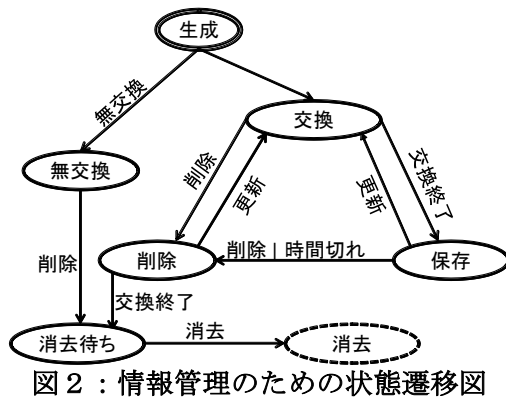 生成
無交換
交換
無交換
削除
更新
更新
交換終了
削除
削除
削除 | 時間切れ
保存
交換終了
消去待ち
消去
消去
図2:情報管理のための状態遷移図